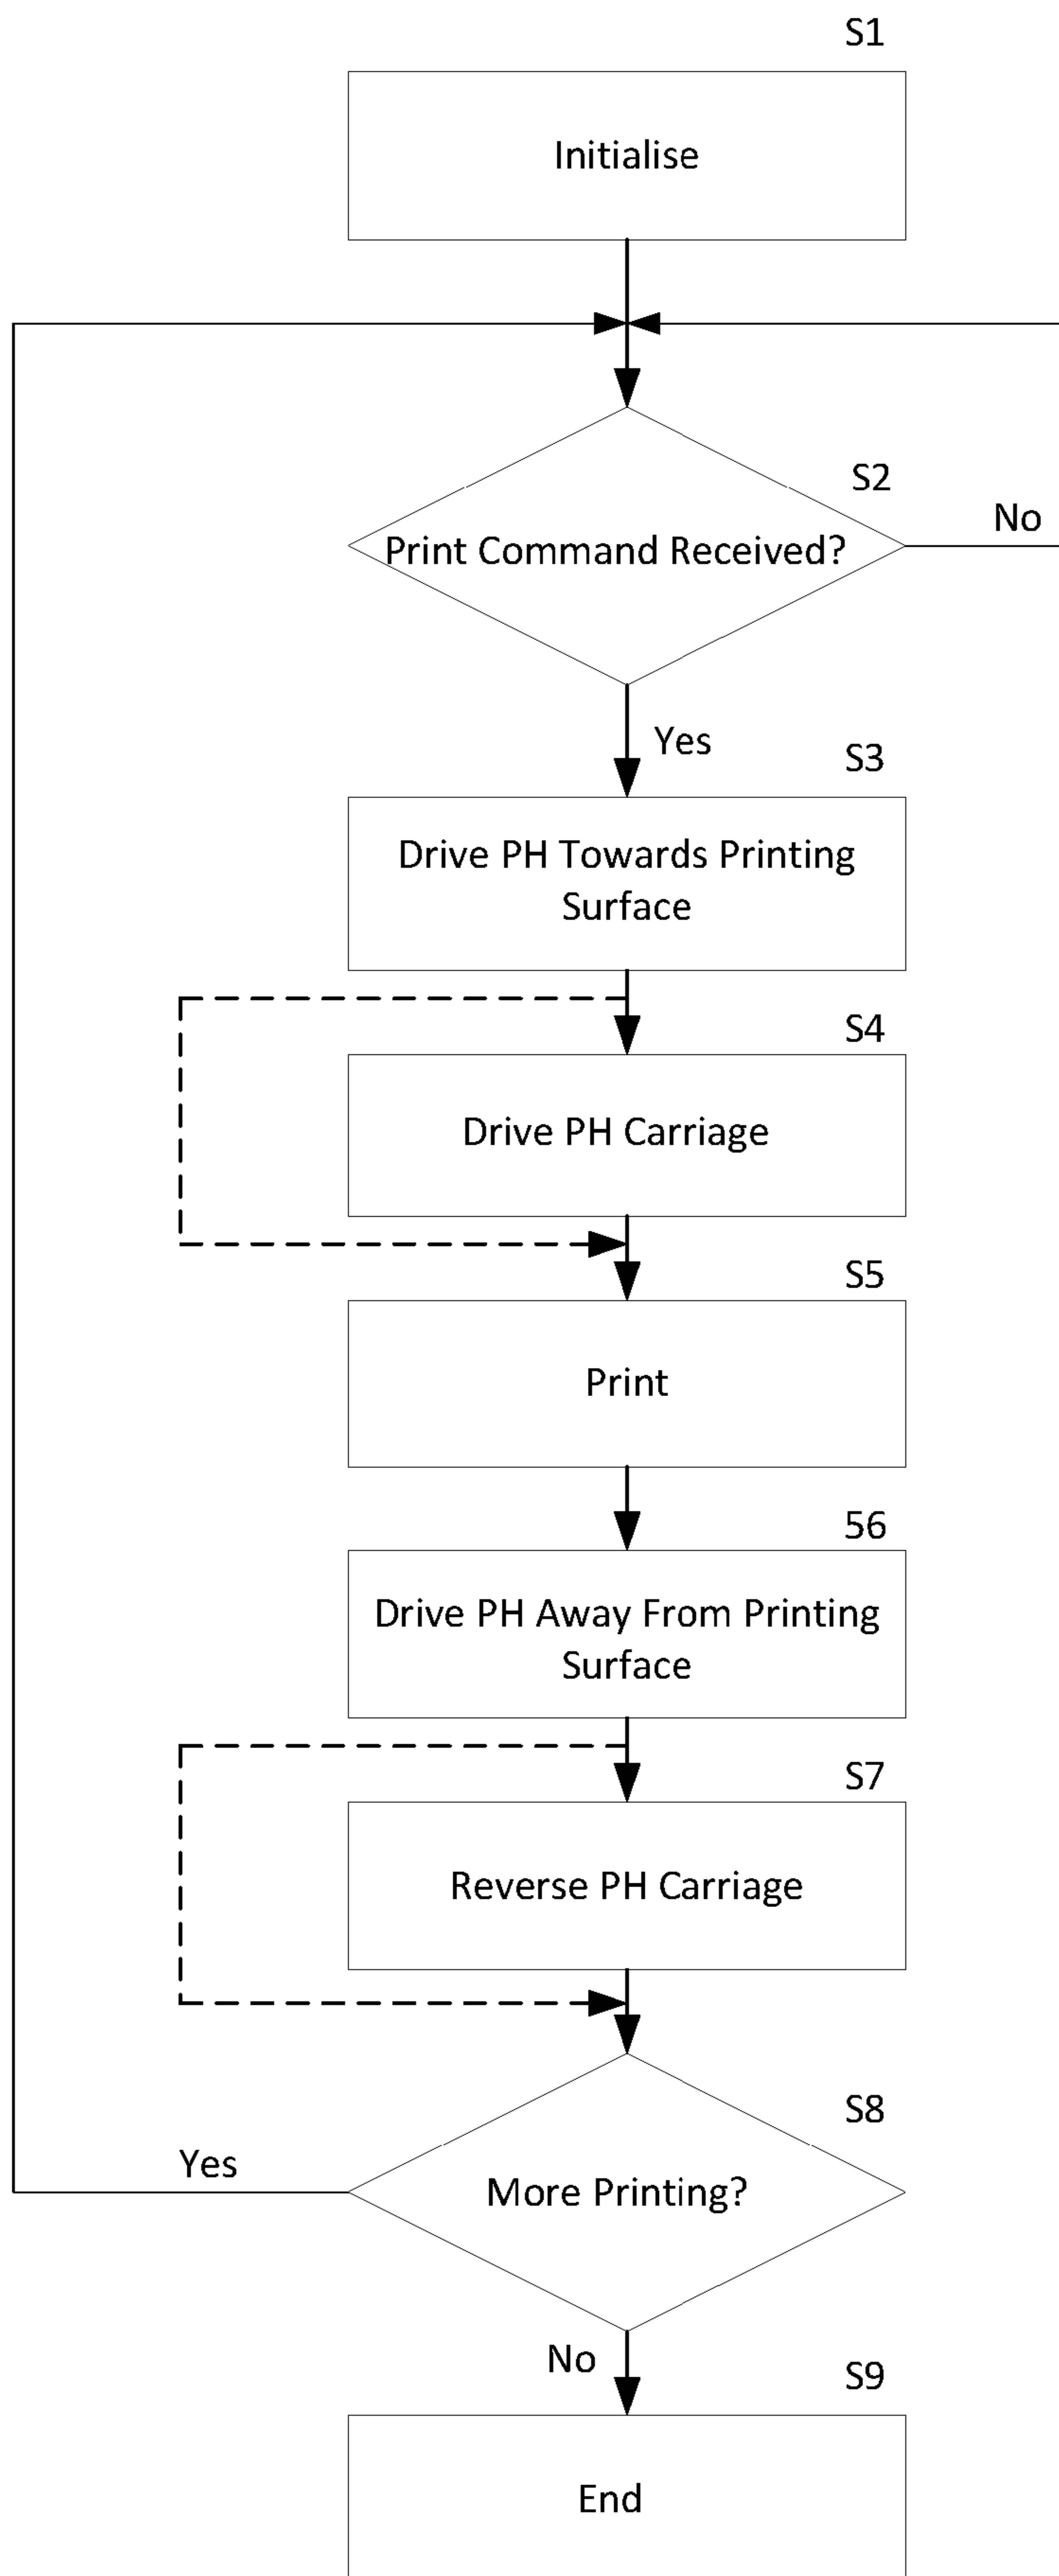 S1
Initialise
S2
Print Command Received?
No
Yes
S3
Drive PH Towards Printing
Surface
S4
Drive PH Carriage
S5
Print
56
Drive PH Away From Printing
Surface
S7
Reverse PH Carriage
S8
Yes
More Printing?
No
S9
End